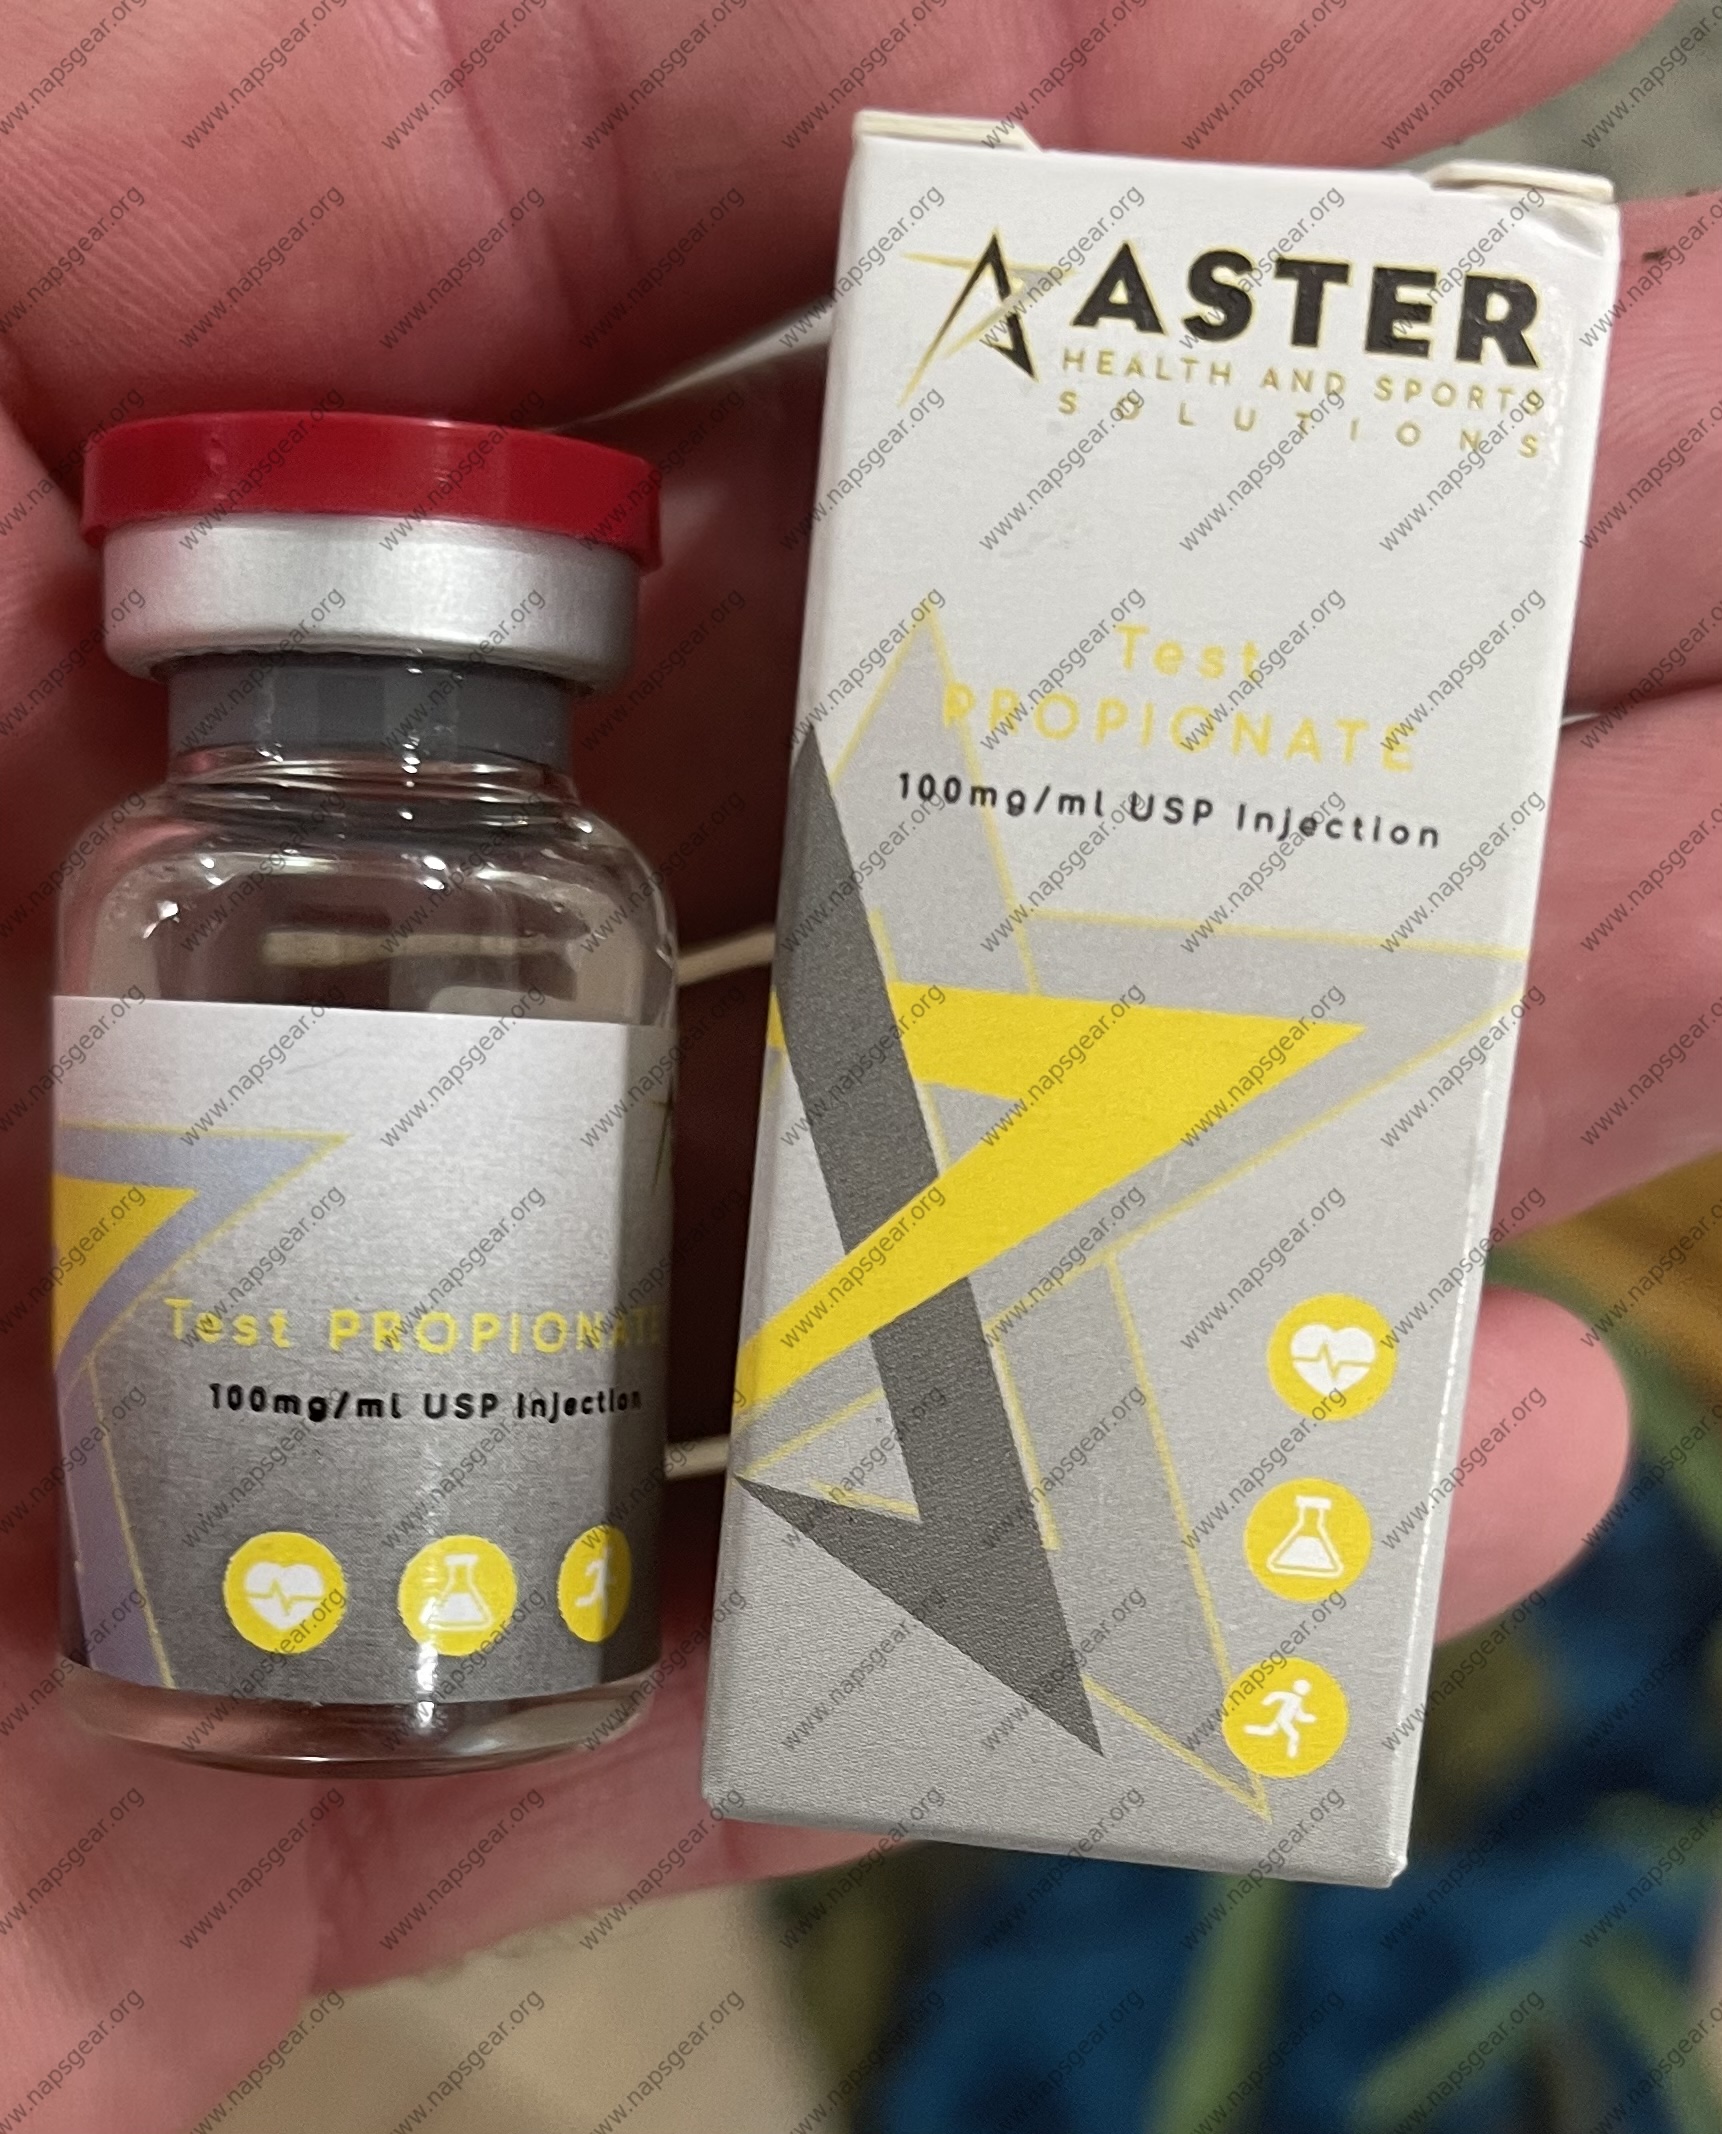 ASTER
HEALTH AND SPORTS
SOLUTIONS
Test
PROPIONATE
100mg/ml USP Injection
Test PROPIONATE
100mg/ml USP Injection
www.napsgear.org